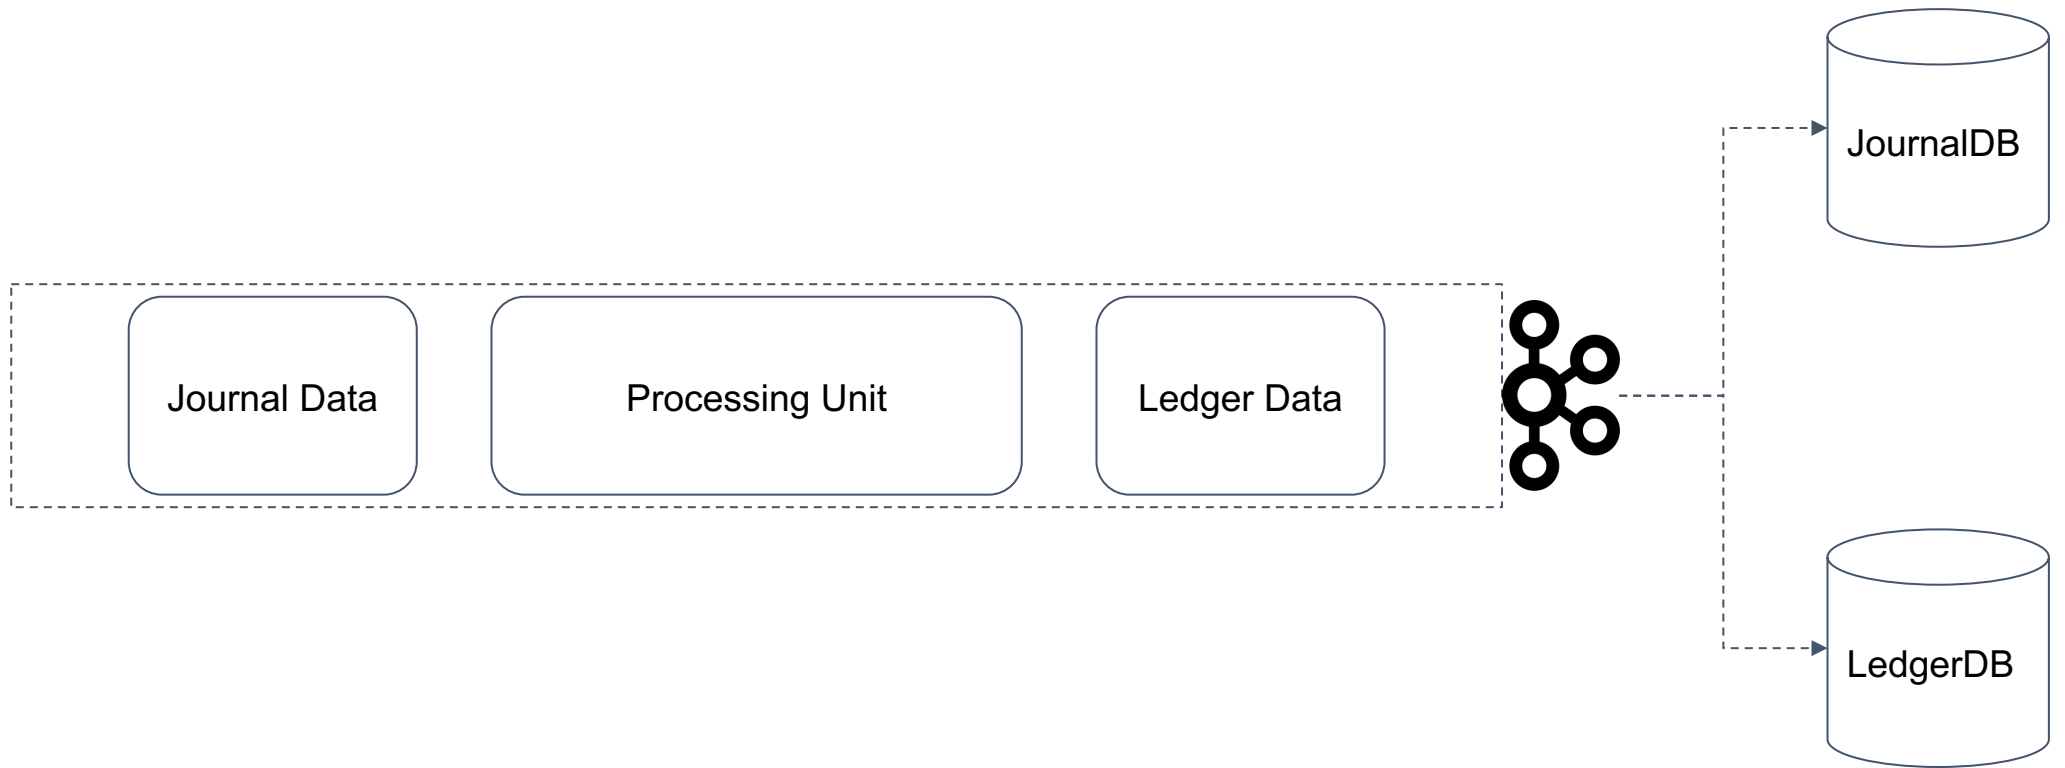 JournalDB
Journal Data
Processing Unit
Ledger Data
LedgerDB